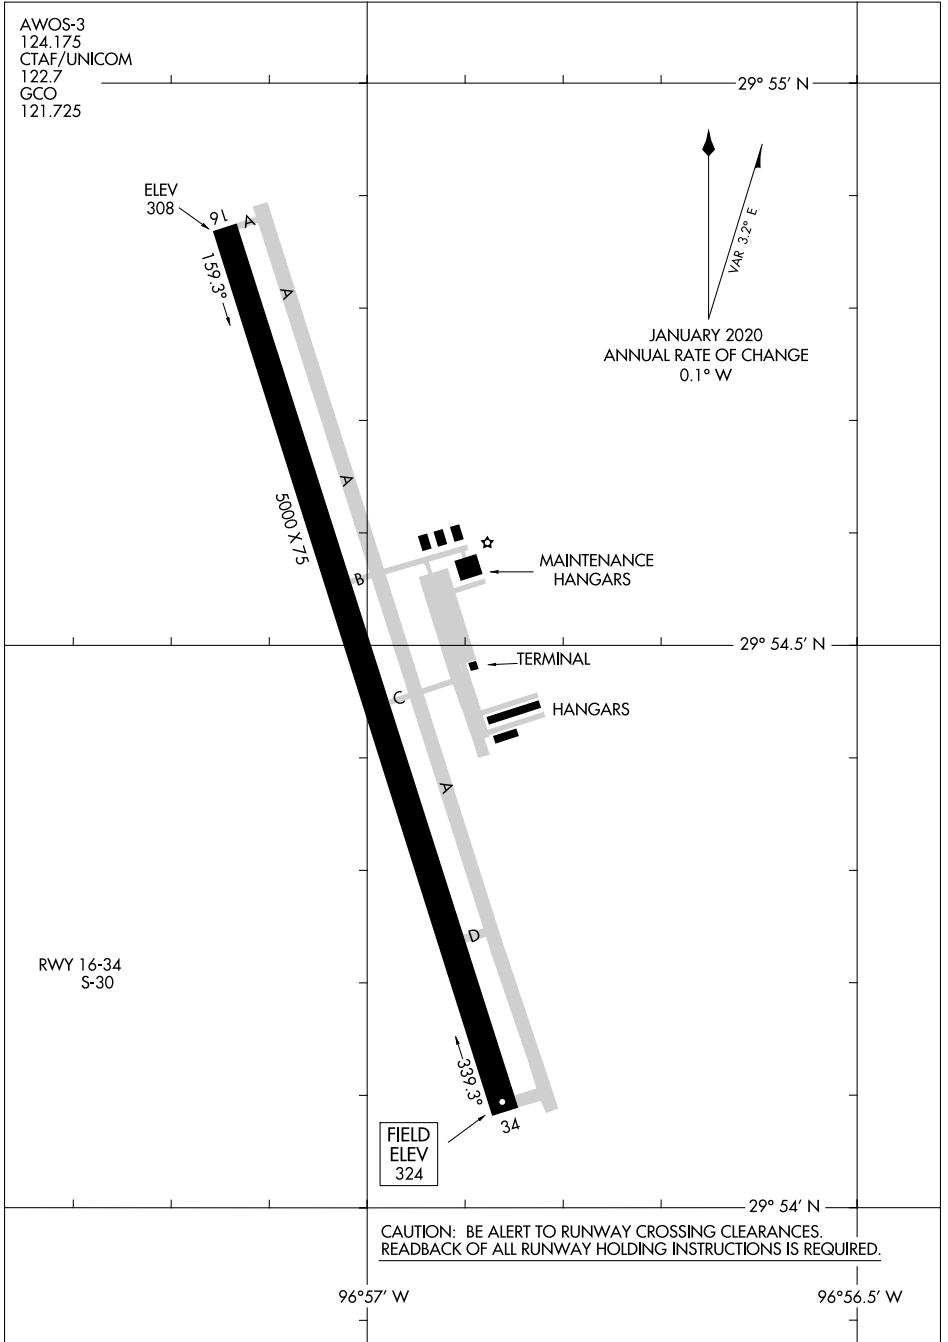 AWOS-3
124.175
CTAF/UNICOM
122.7
GCO
121.725
29° 55' N
ELEV
308
16
A
159.3°
A
VAR 3.2° E
JANUARY 2020
ANNUAL RATE OF CHANGE
0.1° W
A
5000 X 75
B
MAINTENANCE
HANGARS
29° 54.5' N
TERMINAL
C
HANGARS
A
D
RWY 16-34
S-30
339.3°
34
FIELD
ELEV
324
29° 54' N
CAUTION: BE ALERT TO RUNWAY CROSSING CLEARANCES.
READBACK OF ALL RUNWAY HOLDING INSTRUCTIONS IS REQUIRED.
96°57' W
96°56.5' W